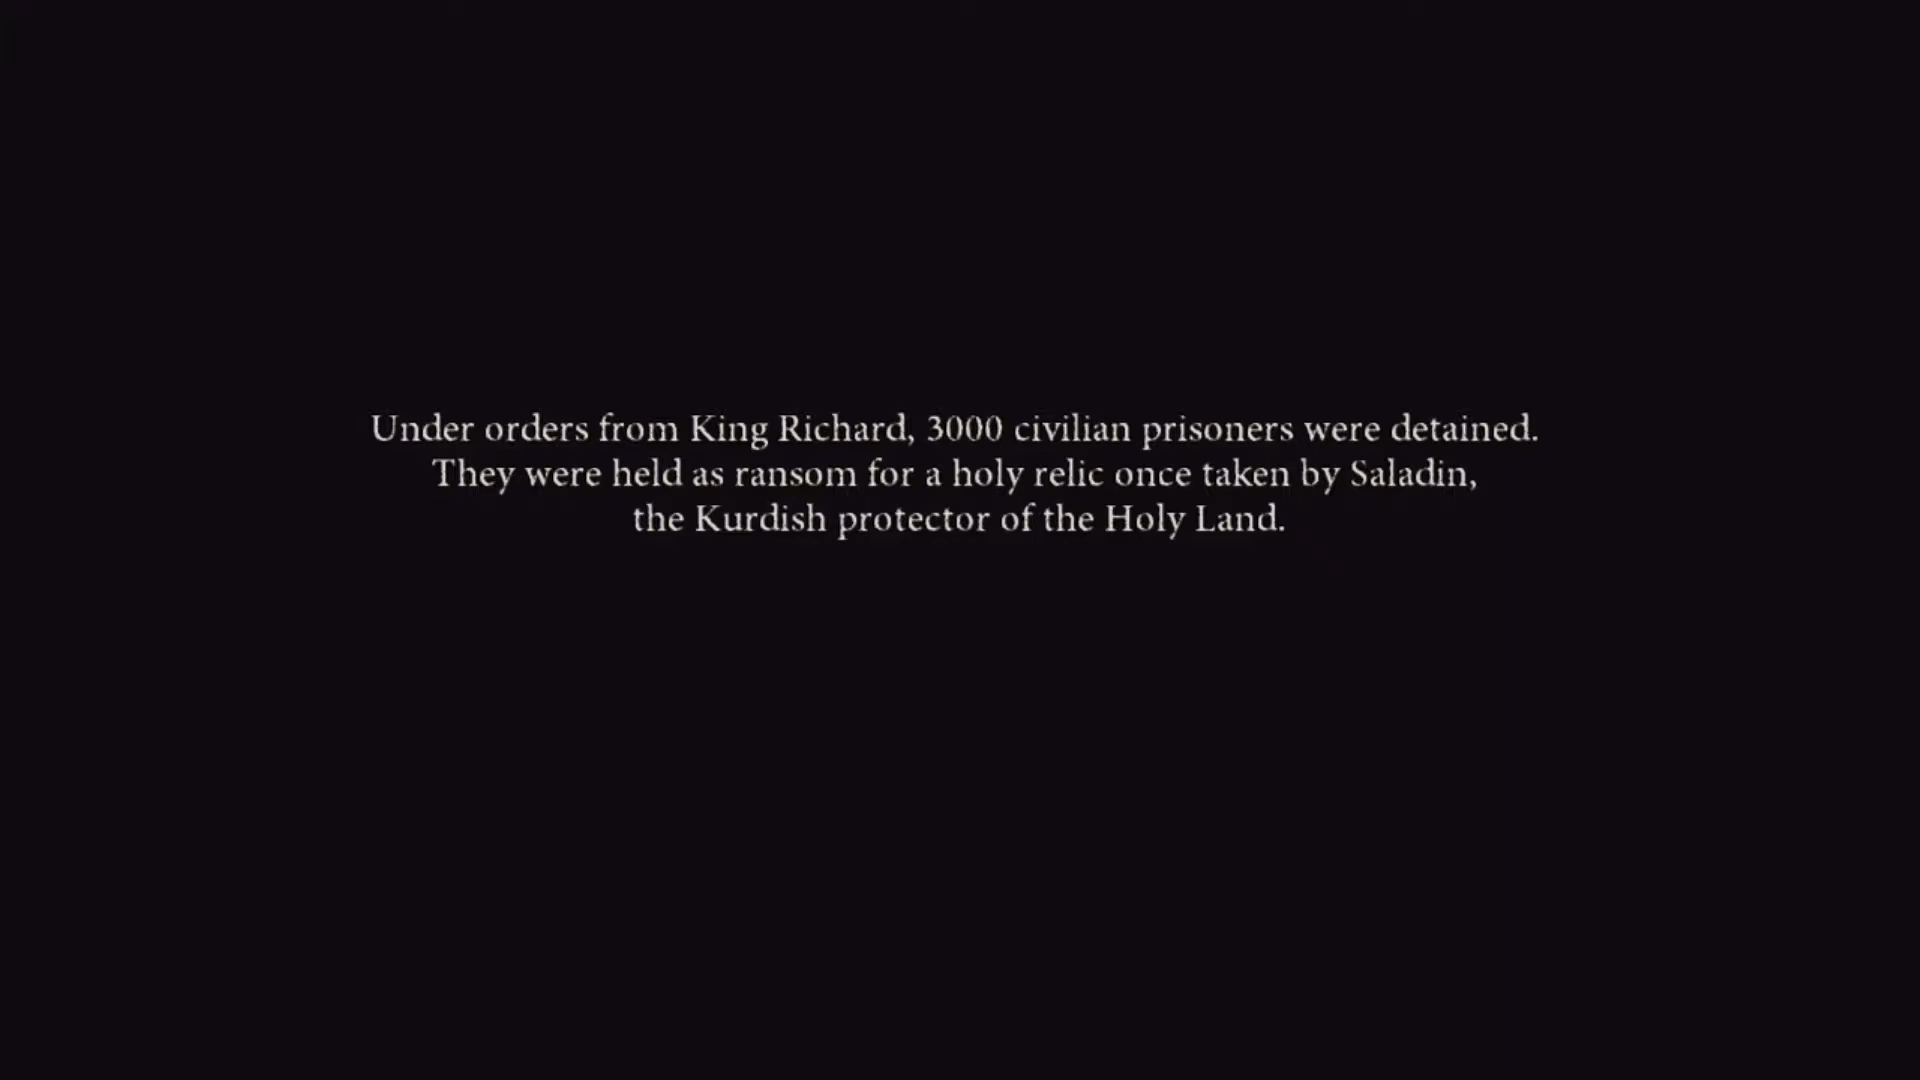 Under orders from King Richard, 3000 civilian prisoners were detained.
They were held as ransom for a holy relic once taken by Saladin,
the Kurdish protector of the Holy Land.